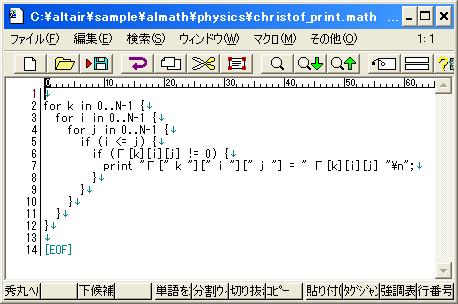 C:¥altair¥sample¥almath¥physics¥christof_print.math ...
ファイル(F) 編集(E) 検索(S) ウィンドウ(W) マクロ(M) その他(O) 1: 1
0 10 20 30 40 50 60
1 ↓
2 for k in 0..N-1 {↓
3 for i in 0..N-1 {↓
4 for j in 0..N-1 {↓
5 if (i <= j) {↓
6 if (Γ[k][i][j] != 0) {↓
7 print "Γ[" k "][" i "][" j "] = " Γ[k][i][j] "¥n";↓
8 }↓
9 }↓
10 }↓
11 }↓
12 }↓
13 ↓
14 [EOF]
秀丸ヘ 下候補 単語を 分割ウ 切り抜き コピー 貼り付け タグジャン 強調表 行番号